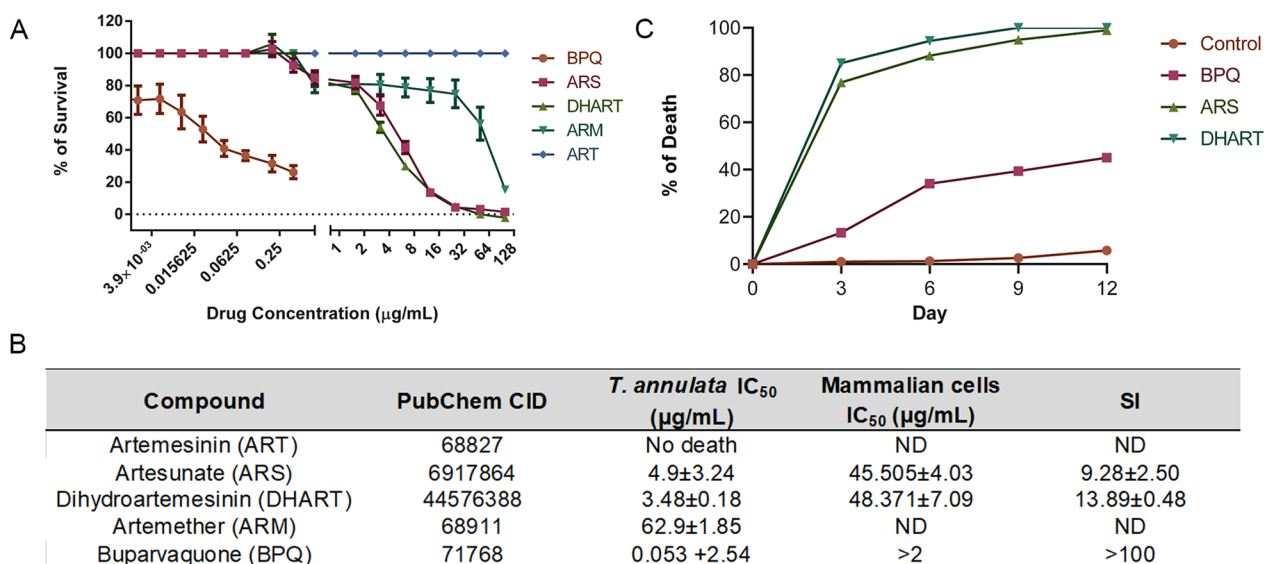 A
120
100
80
60
40
20
0
% of Survival
3.9×10⁻⁰³
0.015625
0.0625
0.25
1
2
4
8
16
32
64
128
Drug Concentration (μg/mL)
BPQ
ARS
DHART
ARM
ART
C
100
80
60
40
20
0
% of Death
0 3 6 9 12
Day
Control
BPQ
ARS
DHART
B
Compound PubChem CID T. annulata IC50 (μg/mL) Mammalian cells IC50 (μg/mL) SI
Artemesinin (ART) 68827 No death ND ND
Artesunate (ARS) 6917864 4.9±3.24 45.505±4.03 9.28±2.50
Dihydroartemesinin (DHART) 44576388 3.48±0.18 48.371±7.09 13.89±0.48
Artemether (ARM) 68911 62.9±1.85 ND ND
Buparvaquone (BPQ) 71768 0.053 +2.54 >2 >100